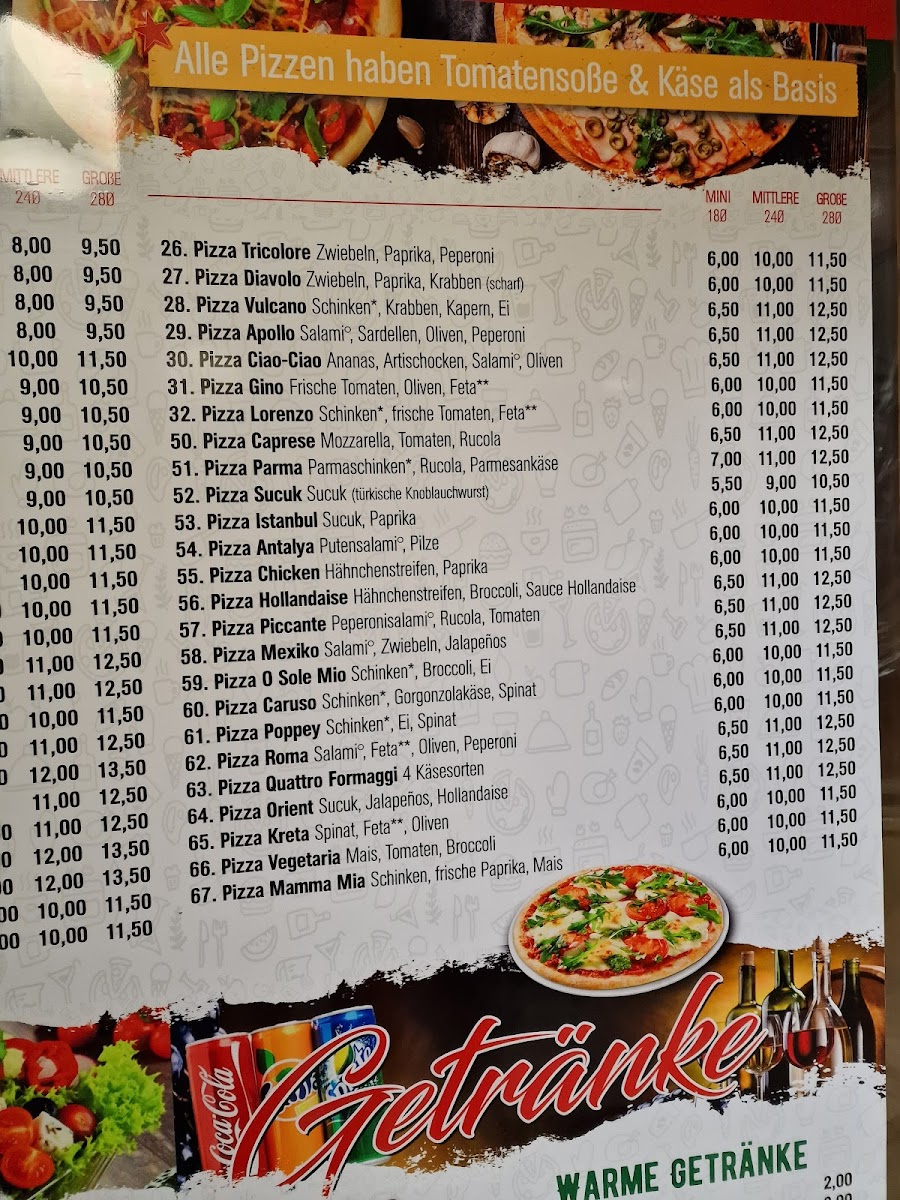 Alle Pizzen haben Tomatensoße & Käse als Basis
MITTLERE GROßE
24Ø 28Ø
8,00 9,50
8,00 9,50
8,00 9,50
8,00 9,50
10,00 11,50
9,00 10,50
9,00 10,50
9,00 10,50
9,00 10,50
9,00 10,50
10,00 11,50
10,00 11,50
10,00 11,50
10,00 11,50
10,00 11,50
11,00 12,50
11,00 12,50
10,00 11,50
11,00 12,50
12,00 13,50
11,00 12,50
11,00 12,50
12,00 13,50
12,00 13,50
10,00 11,50
10,00 11,50
MINI MITTLERE GROßE
18Ø 24Ø 28Ø
26. Pizza Tricolore Zwiebeln, Paprika, Peperoni 6,00 10,00 11,50
27. Pizza Diavolo Zwiebeln, Paprika, Krabben (scharf) 6,00 10,00 11,50
28. Pizza Vulcano Schinken*, Krabben, Kapern, Ei 6,50 11,00 12,50
29. Pizza Apollo Salami°, Sardellen, Oliven, Peperoni 6,50 11,00 12,50
30. Pizza Ciao-Ciao Ananas, Artischocken, Salami°, Oliven 6,50 11,00 12,50
31. Pizza Gino Frische Tomaten, Oliven, Feta** 6,00 10,00 11,50
32. Pizza Lorenzo Schinken*, frische Tomaten, Feta** 6,00 10,00 11,50
50. Pizza Caprese Mozzarella, Tomaten, Rucola 6,50 11,00 12,50
51. Pizza Parma Parmaschinken*, Rucola, Parmesankäse 7,00 11,00 12,50
52. Pizza Sucuk Sucuk (türkische Knoblauchwurst) 5,50 9,00 10,50
53. Pizza Istanbul Sucuk, Paprika 6,00 10,00 11,50
54. Pizza Antalya Putensalami°, Pilze 6,00 10,00 11,50
55. Pizza Chicken Hähnchenstreifen, Paprika 6,00 10,00 11,50
56. Pizza Hollandaise Hähnchenstreifen, Broccoli, Sauce Hollandaise 6,50 11,00 12,50
57. Pizza Piccante Peperonisalami°, Rucola, Tomaten 6,50 11,00 12,50
58. Pizza Mexiko Salami°, Zwiebeln, Jalapeños 6,50 11,00 12,50
59. Pizza O Sole Mio Schinken*, Broccoli, Ei 6,00 10,00 11,50
60. Pizza Caruso Schinken*, Gorgonzolakäse, Spinat 6,00 10,00 11,50
61. Pizza Poppey Schinken*, Ei, Spinat 6,00 10,00 11,50
62. Pizza Roma Salami°, Feta**, Oliven, Peperoni 6,50 11,00 12,50
63. Pizza Quattro Formaggi 4 Käsesorten 6,50 11,00 12,50
64. Pizza Orient Sucuk, Jalapeños, Hollandaise 6,50 11,00 12,50
65. Pizza Kreta Spinat, Feta**, Oliven 6,00 10,00 11,50
66. Pizza Vegetaria Mais, Tomaten, Broccoli 6,00 10,00 11,50
67. Pizza Mamma Mia Schinken, frische Paprika, Mais 6,00 10,00 11,50
Coca-Cola
Getränke
WARME GETRÄNKE
2,00